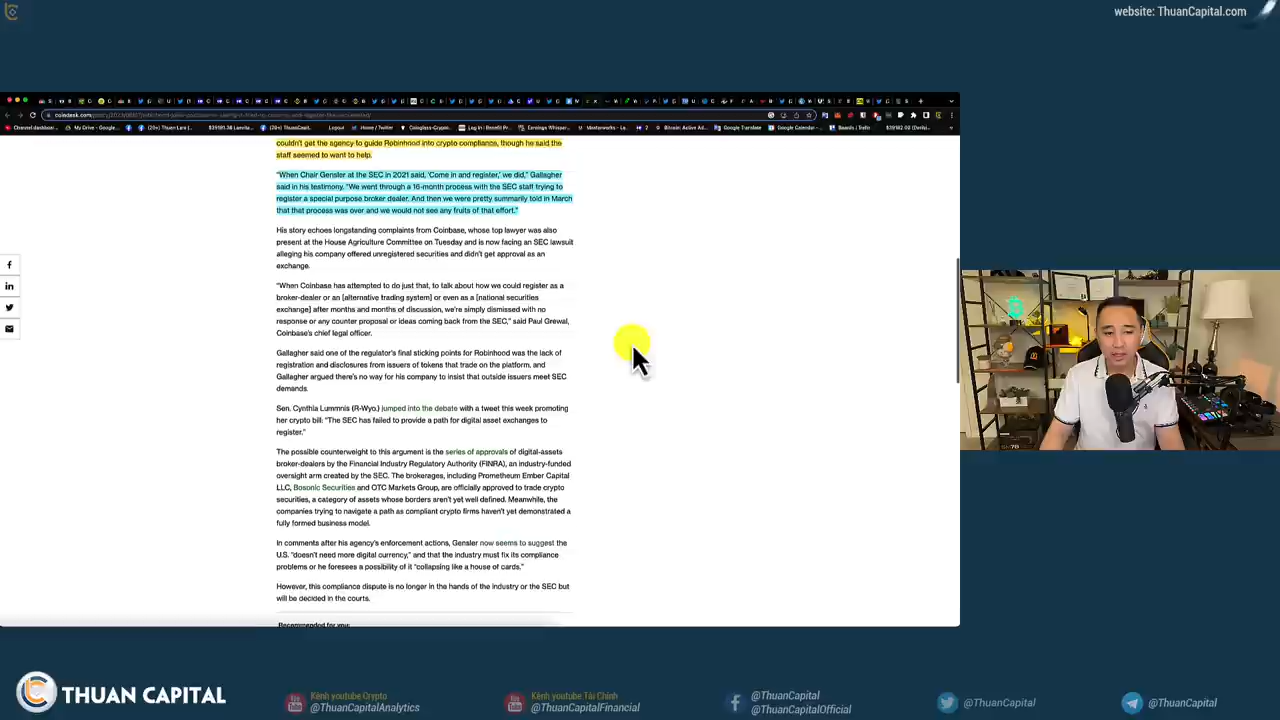 website: ThuanCapital.com
couldn't get the agency to guide Robinhood into crypto compliance, though he said the
staff seemed to want to help.
"When Chair Gensler at the SEC in 2021 said, 'Come in and register,' we did," Gallagher
said in his testimony. "We went through a 16-month process with the SEC staff trying to
register a special purpose broker dealer. And then we were pretty summarily told in March
that that process was over and we would not see any fruits of that effort."
His story echoes longstanding complaints from Coinbase, whose top lawyer was also
present at the House Agriculture Committee on Tuesday and is now facing an SEC lawsuit
alleging his company offered unregistered securities and didn't get approval as an
exchange.
"When Coinbase has attempted to do just that, to talk about how we could register as a
broker-dealer or an [alternative trading system] or even as a [national securities
exchange] after months and months of discussion, we're simply dismissed with no
response or any counter proposal or ideas coming back from the SEC," said Paul Grewal,
Coinbase's chief legal officer.
Gallagher said one of the regulator's final sticking points for Robinhood was the lack of
registration and disclosures from issuers of tokens that trade on the platform, and
Gallagher argued there's no way for his company to insist that outside issuers meet SEC
demands.
Sen. Cynthia Lummnis (R-Wyo.) jumped into the debate with a tweet this week promoting
her crypto bill: "The SEC has failed to provide a path for digital asset exchanges to
register."
The possible counterweight to this argument is the series of approvals of digital-assets
broker-dealers by the Financial Industry Regulatory Authority (FINRA), an industry-funded
oversight arm created by the SEC. The brokerages, including Prometheum Ember Capital
LLC, Bosonic Securities and OTC Markets Group, are officially approved to trade crypto
securities, a category of assets whose borders aren't yet well defined. Meanwhile, the
companies trying to navigate a path as compliant crypto firms haven't yet demonstrated a
fully formed business model.
In comments after his agency's enforcement actions, Gensler now seems to suggest the
U.S. "doesn't need more digital currency," and that the industry must fix its compliance
problems or he foresees a possibility of it "collapsing like a house of cards."
However, this compliance dispute is no longer in the hands of the industry or the SEC but
will be decided in the courts.
Recommended for you:
THUAN CAPITAL
Kênh youtube Crypto
@ThuanCapitalAnalytics
Kênh youtube Tài Chính
@ThuanCapitalFinancial
@ThuanCapital
@ThuanCapitalOfficial
@ThuanCapital
@ThuanCapital